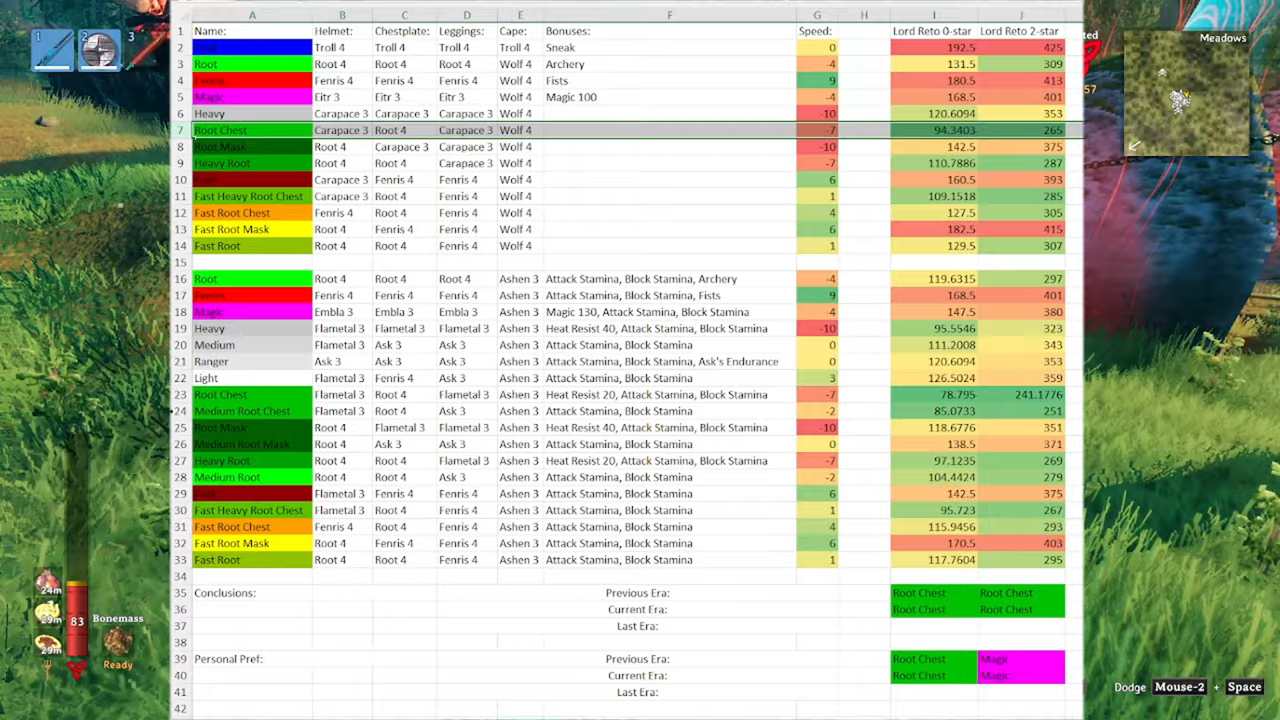 A B C D E F G H I J
1 Name: Helmet: Chestplate: Leggings: Cape: Bonuses: Speed: Lord Reto 0-star Lord Reto 2-star
2 Troll 4 Troll 4 Troll 4 Troll 4 Sneak 0 192.5 425
3 Root Root 4 Root 4 Root 4 Wolf 4 Archery -4 131.5 309
4 Fenris Fenris 4 Fenris 4 Fenris 4 Wolf 4 Fists 9 180.5 413
5 Magic Eitr 3 Eitr 3 Eitr 3 Wolf 4 Magic 100 -4 168.5 401
6 Heavy Carapace 3 Carapace 3 Carapace 3 Wolf 4 -10 120.6094 353
7 Root Chest Carapace 3 Root 4 Carapace 3 Wolf 4 -7 94.3403 265
8 Root Mask Root 4 Carapace 3 Carapace 3 Wolf 4 -10 142.5 375
9 Heavy Root Root 4 Root 4 Carapace 3 Wolf 4 -7 110.7886 287
10 Carapace 3 Fenris 4 Fenris 4 Wolf 4 6 160.5 393
11 Fast Heavy Root Chest Carapace 3 Root 4 Fenris 4 Wolf 4 1 109.1518 285
12 Fast Root Chest Fenris 4 Root 4 Fenris 4 Wolf 4 4 127.5 305
13 Fast Root Mask Root 4 Fenris 4 Fenris 4 Wolf 4 6 182.5 415
14 Fast Root Root 4 Root 4 Fenris 4 Wolf 4 1 129.5 307
15
16 Root Root 4 Root 4 Root 4 Ashen 3 Attack Stamina, Block Stamina, Archery -4 119.6315 297
17 Fenris Fenris 4 Fenris 4 Fenris 4 Ashen 3 Attack Stamina, Block Stamina, Fists 9 168.5 401
18 Magic Embla 3 Embla 3 Embla 3 Ashen 3 Magic 130, Attack Stamina, Block Stamina -4 147.5 380
19 Heavy Flametal 3 Flametal 3 Flametal 3 Ashen 3 Heat Resist 40, Attack Stamina, Block Stamina -10 95.5546 323
20 Medium Flametal 3 Ask 3 Ask 3 Ashen 3 Attack Stamina, Block Stamina 0 111.2008 343
21 Ranger Ask 3 Ask 3 Ask 3 Ashen 3 Attack Stamina, Block Stamina, Ask's Endurance 0 120.6094 353
22 Light Flametal 3 Fenris 4 Ask 3 Ashen 3 Attack Stamina, Block Stamina 3 126.5024 359
23 Root Chest Flametal 3 Root 4 Flametal 3 Ashen 3 Heat Resist 20, Attack Stamina, Block Stamina -7 78.795 241.1776
24 Medium Root Chest Flametal 3 Root 4 Ask 3 Ashen 3 Attack Stamina, Block Stamina -2 85.0733 251
25 Root Mask Root 4 Flametal 3 Flametal 3 Ashen 3 Heat Resist 40, Attack Stamina, Block Stamina -10 118.6776 351
26 Medium Root Mask Root 4 Ask 3 Ask 3 Ashen 3 Attack Stamina, Block Stamina 0 138.5 371
27 Heavy Root Root 4 Root 4 Flametal 3 Ashen 3 Heat Resist 20, Attack Stamina, Block Stamina -7 97.1235 269
28 Medium Root Root 4 Root 4 Ask 3 Ashen 3 Attack Stamina, Block Stamina -2 104.4424 279
29 Flametal 3 Fenris 4 Fenris 4 Ashen 3 Attack Stamina, Block Stamina 6 142.5 375
30 Fast Heavy Root Chest Flametal 3 Root 4 Fenris 4 Ashen 3 Attack Stamina, Block Stamina 1 95.723 267
31 Fast Root Chest Fenris 4 Root 4 Fenris 4 Ashen 3 Attack Stamina, Block Stamina 4 115.9456 293
32 Fast Root Mask Root 4 Fenris 4 Fenris 4 Ashen 3 Attack Stamina, Block Stamina 6 170.5 403
33 Fast Root Root 4 Root 4 Fenris 4 Ashen 3 Attack Stamina, Block Stamina 1 117.7604 295
34
35 Conclusions: Previous Era: Root Chest Root Chest
36 Current Era: Root Chest Root Chest
37 Last Era:
38
39 Personal Pref: Previous Era: Root Chest Magic
40 Current Era: Root Chest Magic
41 Last Era:
42
1 2 3
Meadows
57
24m
29m
29m
83
Bonemass
Ready
Dodge Mouse-2 + Space